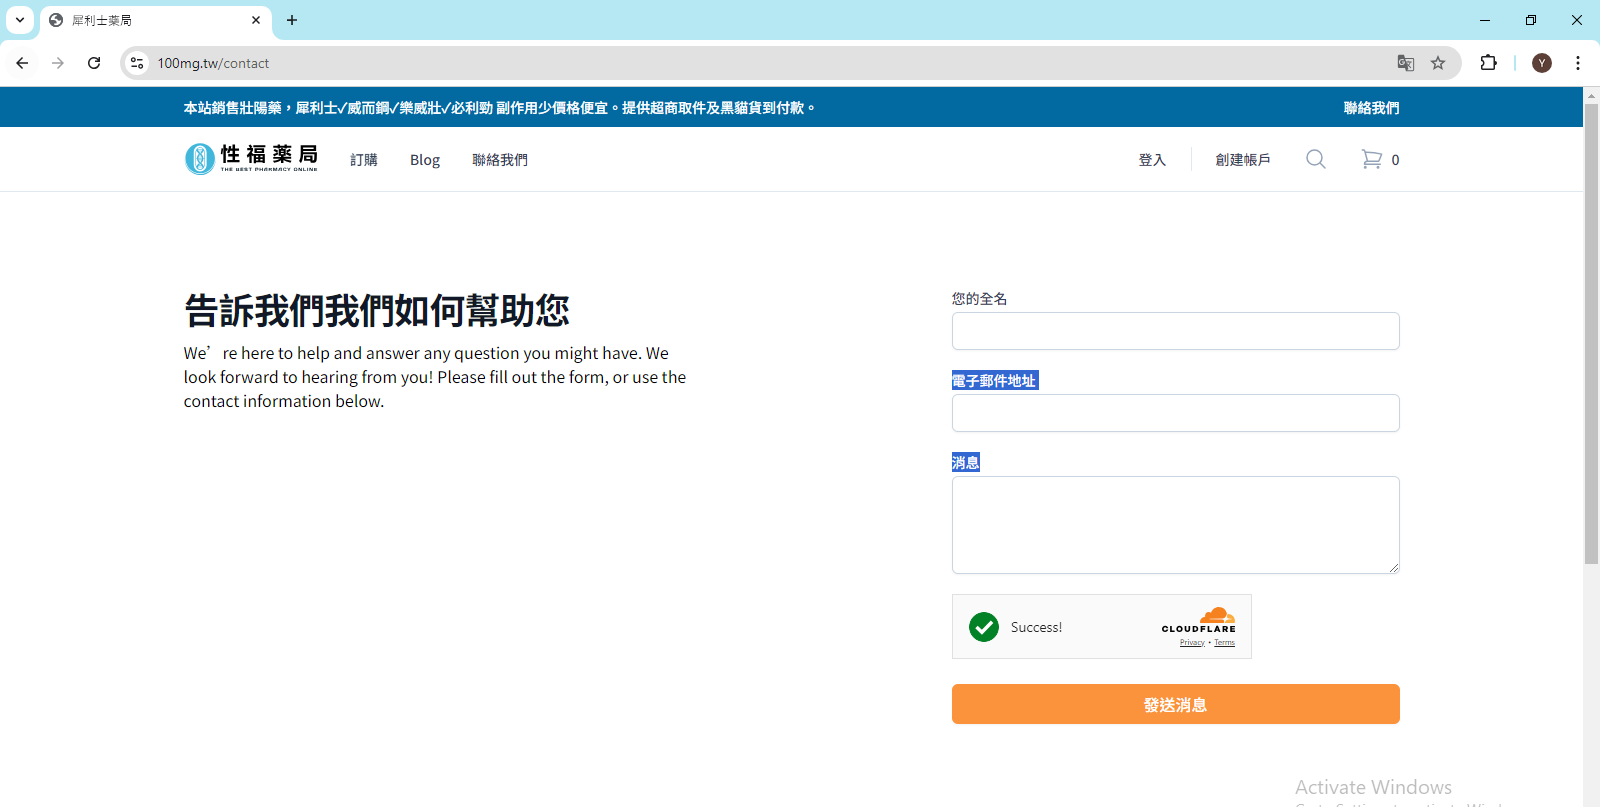 犀利士薬局
100mg.tw/contact
Y
本站銷售壯陽藥，犀利士✓威而鋼✓樂威壯✓必利勁 副作用少價格便宜。提供超商取件及黑貓貨到付款。
聯絡我們
性福薬局
THE BEST PHARMACY ONLINE
訂購
Blog
聯絡我們
登入
創建帳戶
0
告訴我們我們如何幫助您
We’re here to help and answer any question you might have. We
look forward to hearing from you! Please fill out the form, or use the
contact information below.
您的全名
電子郵件地址
消息
Success!
CLOUDFLARE
Privacy • Terms
發送消息
Activate Windows